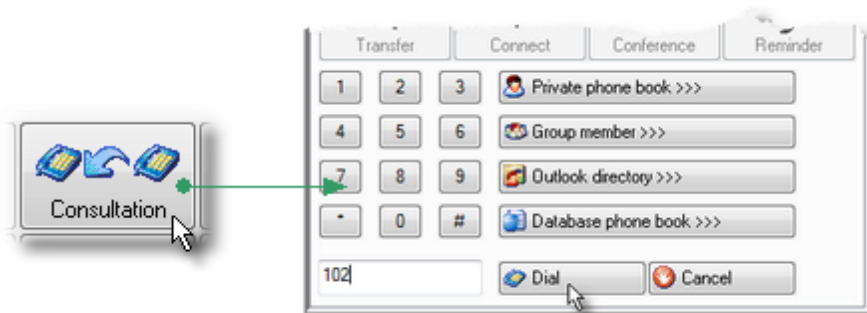 Transfer Connect Conference Reminder
1 2 3 Private phone book >>>
4 5 6 Group member >>>
7 8 9 Outlook directory >>>
* 0 # Database phone book >>>
Consultation
102 Dial Cancel